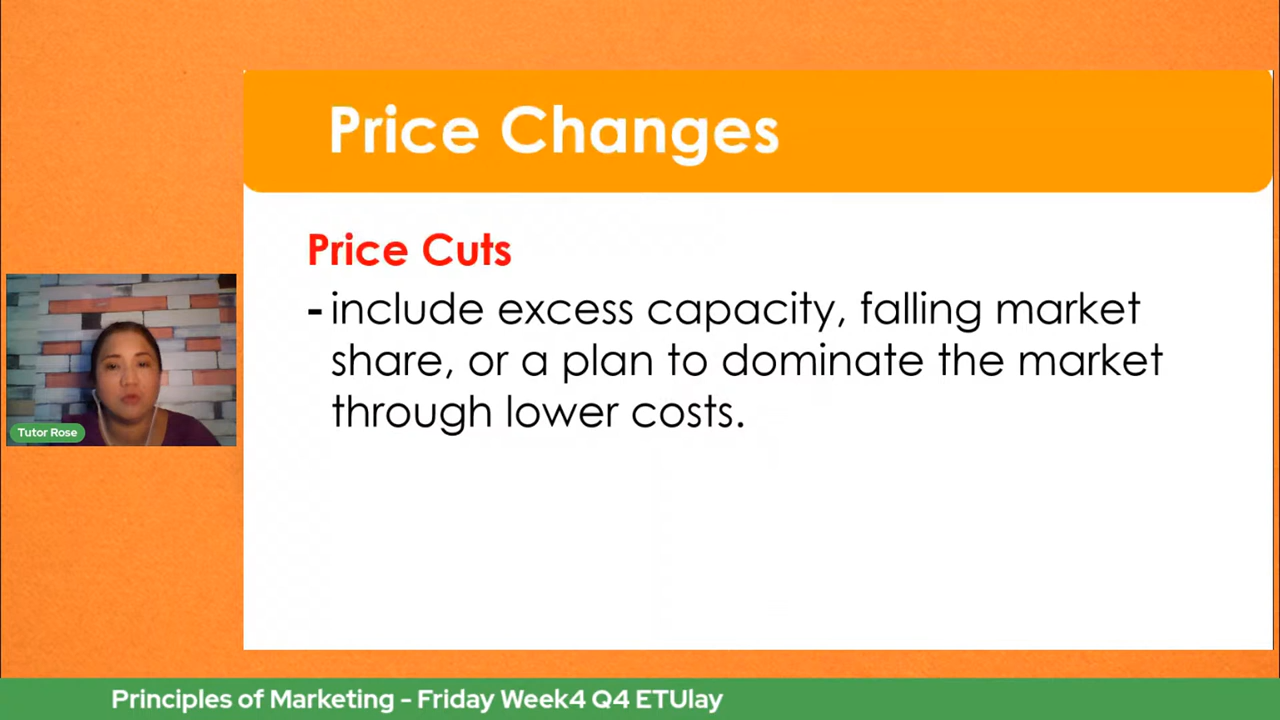 Price Changes
Price Cuts
- include excess capacity, falling market
share, or a plan to dominate the market
through lower costs.
Tutor Rose
Principles of Marketing - Friday Week4 Q4 ETUlay